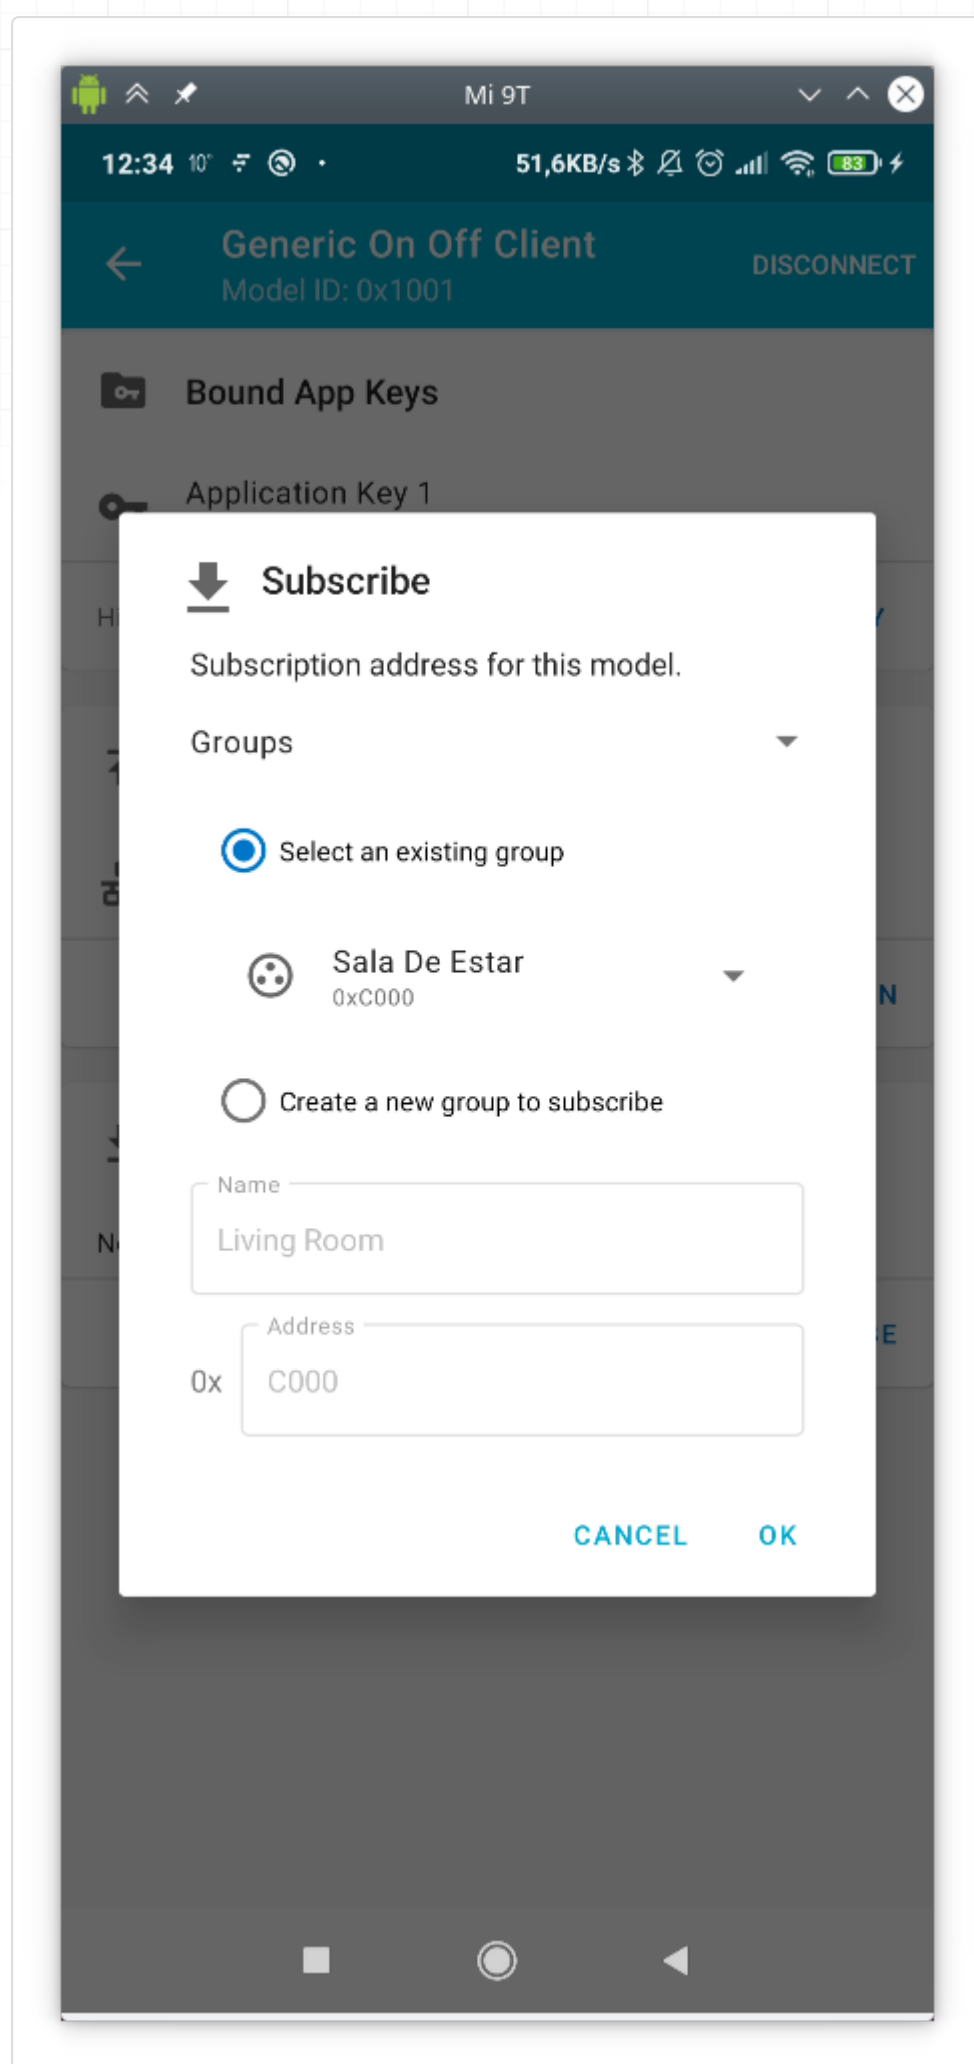 Mi 9T
12:34 10° 51,6KB/s 83
Generic On Off Client
Model ID: 0x1001
DISCONNECT
Bound App Keys
Application Key 1
Subscribe
Subscription address for this model.
Groups
Select an existing group
Sala De Estar
0xC000
Create a new group to subscribe
Name
Living Room
Address
0x C000
CANCEL OK